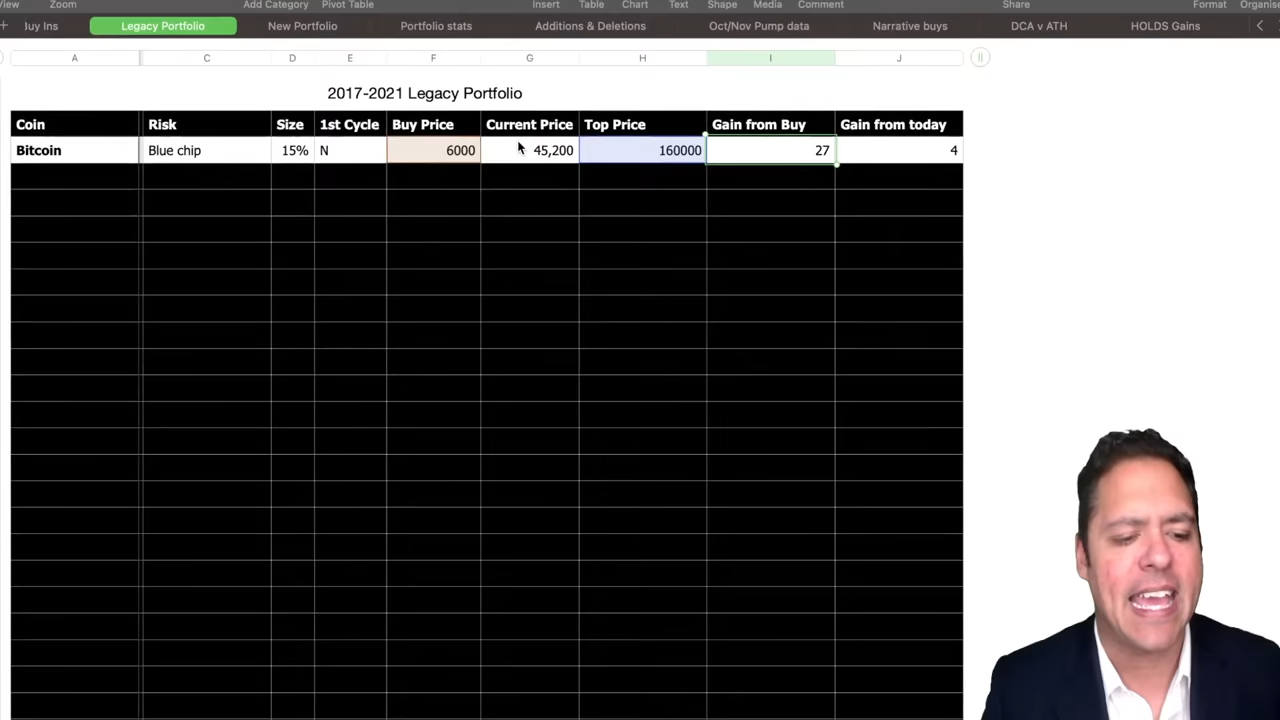 View Zoom Add Category Pivot Table Insert Table Chart Text Shape Media Comment Share Format Organise
+ Legacy Portfolio New Portfolio Portfolio stats Additions & Deletions Oct/Nov Pump data Narrative buys DCA v ATH HOLDS Gains
A C D E F G H I J
2017-2021 Legacy Portfolio
Coin Risk Size 1st Cycle Buy Price Current Price Top Price Gain from Buy Gain from today
Bitcoin Blue chip 15% N 6000 45,200 160000 27 4